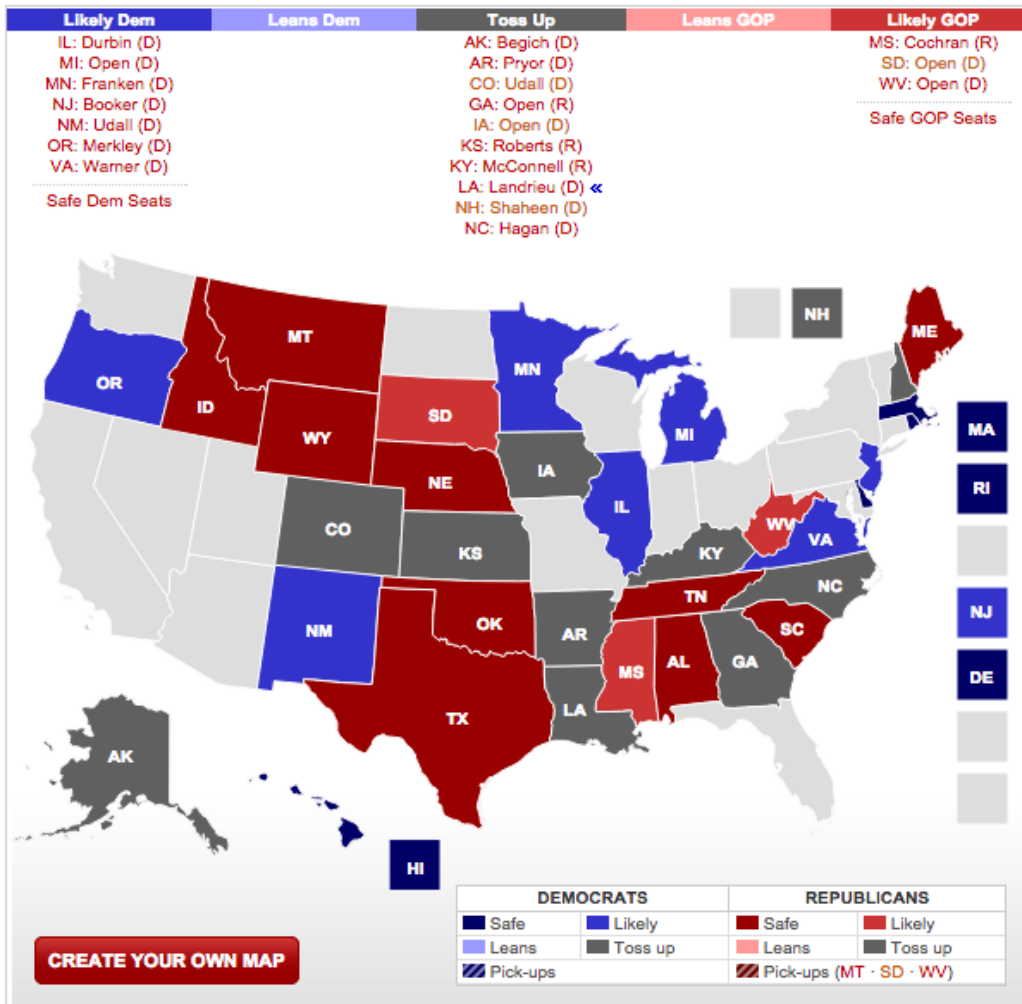 Likely Dem Leans Dem Toss Up Leans GOP Likely GOP
IL: Durbin (D)
MI: Open (D)
MN: Franken (D)
NJ: Booker (D)
NM: Udall (D)
OR: Merkley (D)
VA: Warner (D)
Safe Dem Seats
AK: Begich (D)
AR: Pryor (D)
CO: Udall (D)
GA: Open (R)
IA: Open (D)
KS: Roberts (R)
KY: McConnell (R)
LA: Landrieu (D) «
NH: Shaheen (D)
NC: Hagan (D)
MS: Cochran (R)
SD: Open (D)
WV: Open (D)
Safe GOP Seats
NH
ME
MT
MN
OR
ID
SD
WY
MI
MA
IA
NE
RI
IL
WV
CO
VA
KS
KY
NC
TN
NJ
OK
NM
AR
SC
MS
AL
GA
DE
LA
TX
AK
HI
DEMOCRATS REPUBLICANS
Safe Likely Safe Likely
Leans Toss up Leans Toss up
Pick-ups Pick-ups (MT · SD · WV)
CREATE YOUR OWN MAP